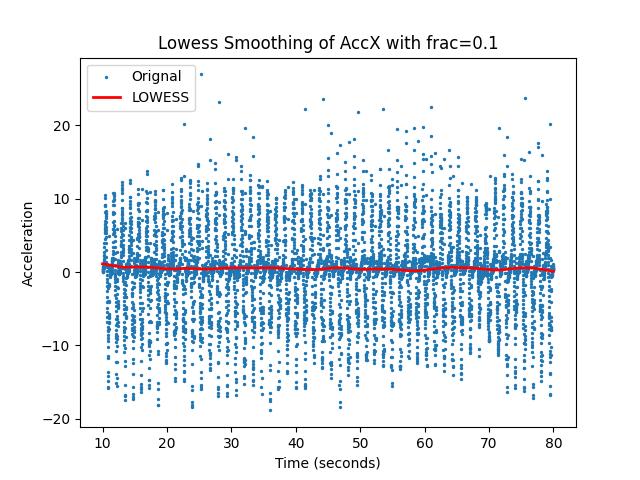 Lowess Smoothing of AccX with frac=0.1
Orignal
LOWESS
Acceleration
20
10
0
−10
−20
10 20 30 40 50 60 70 80
Time (seconds)